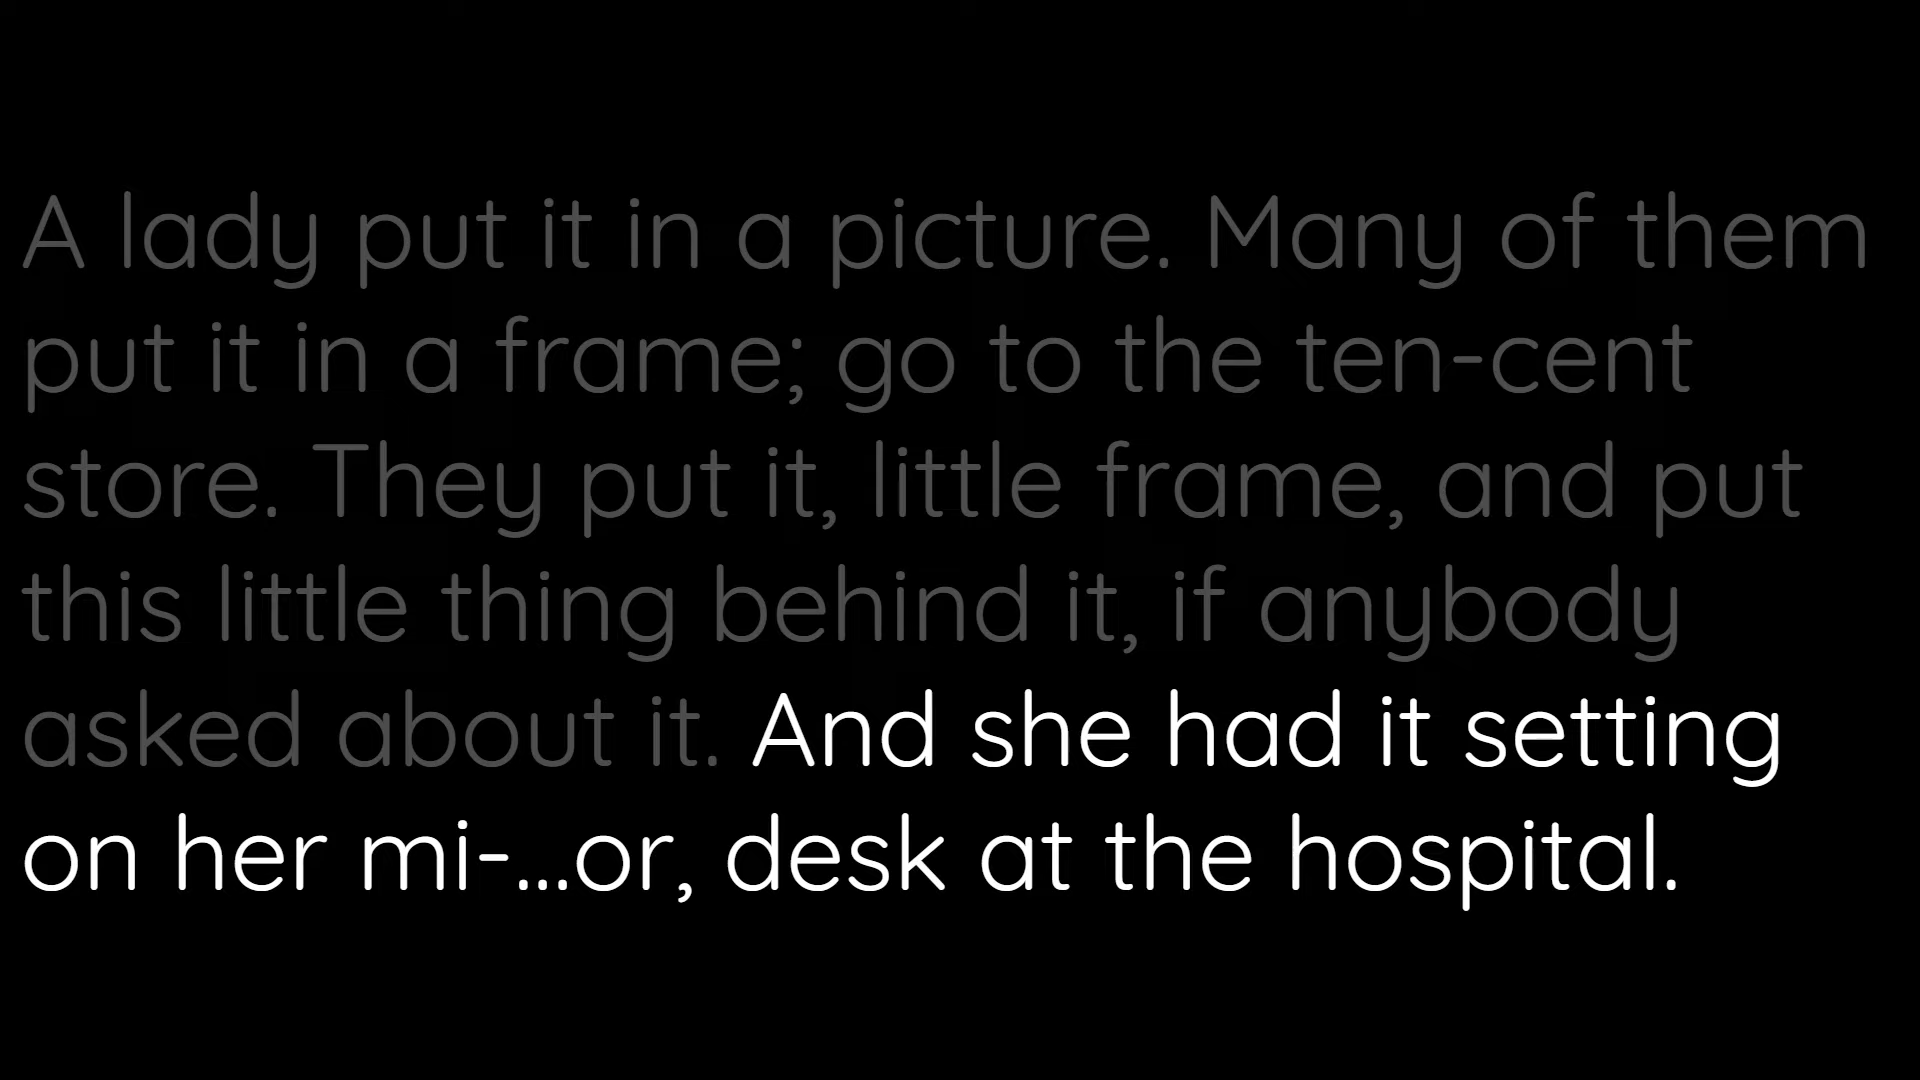 A lady put it in a picture. Many of them
put it in a frame; go to the ten-cent
store. They put it, little frame, and put
this little thing behind it, if anybody
asked about it. And she had it setting
on her mi-...or, desk at the hospital.